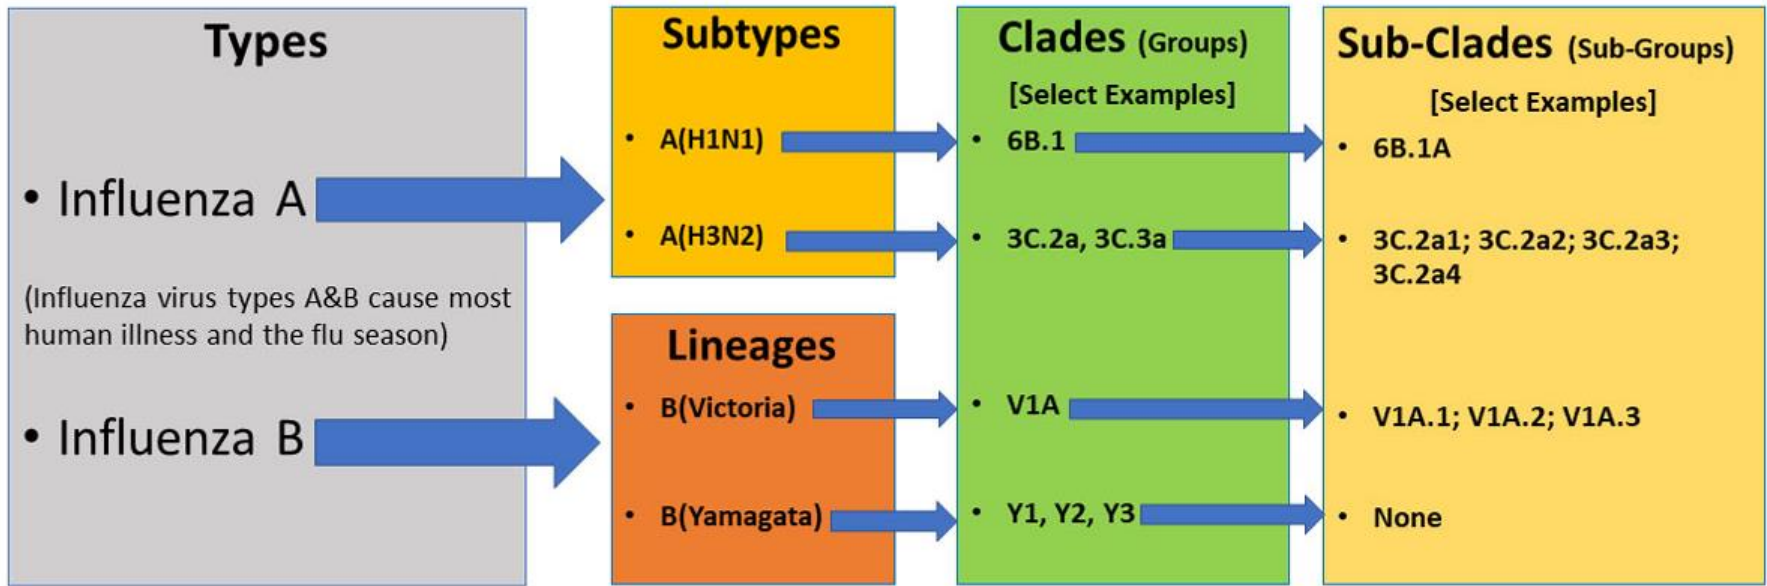 Types
• Influenza A
(Influenza virus types A&B cause most
human illness and the flu season)
• Influenza B
Subtypes
• A(H1N1)
• A(H3N2)
Lineages
• B(Victoria)
• B(Yamagata)
Clades (Groups)
[Select Examples]
• 6B.1
• 3C.2a, 3C.3a
• V1A
• Y1, Y2, Y3
Sub-Clades (Sub-Groups)
[Select Examples]
• 6B.1A
• 3C.2a1; 3C.2a2; 3C.2a3;
3C.2a4
• V1A.1; V1A.2; V1A.3
• None